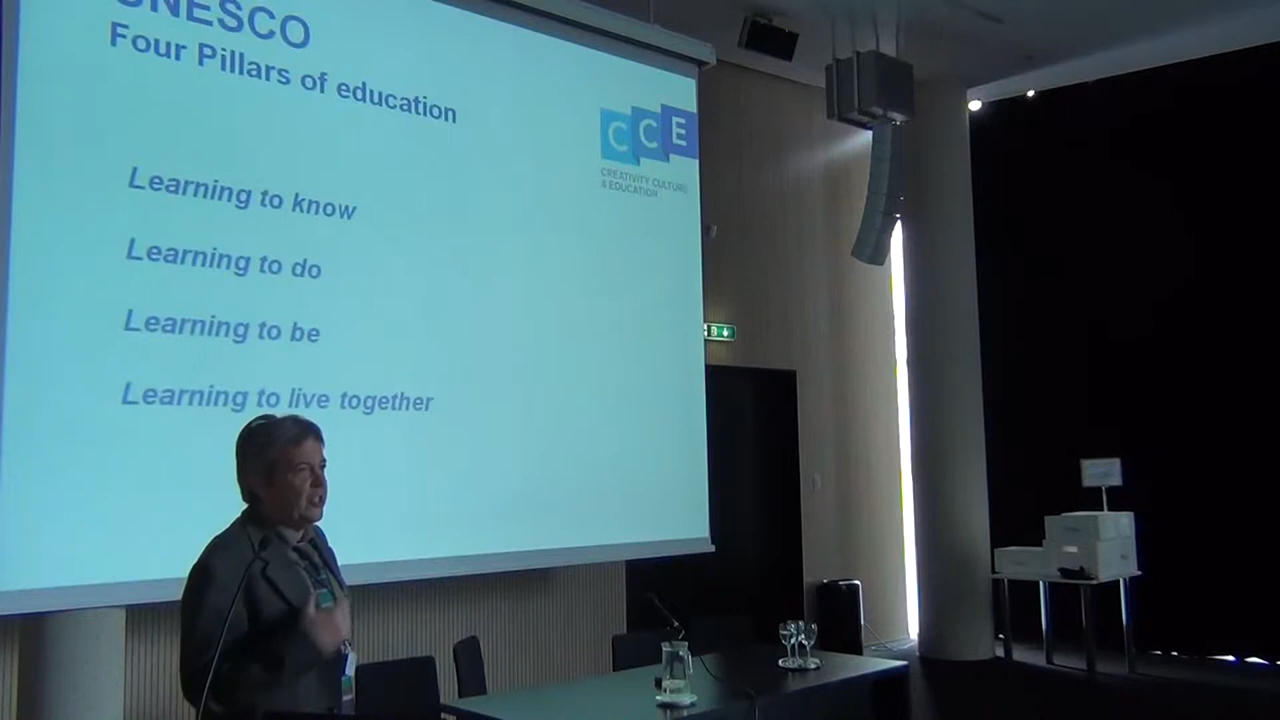 UNESCO
Four Pillars of education
CCE
CREATIVITY CULTURE
& EDUCATION
Learning to know
Learning to do
Learning to be
Learning to live together